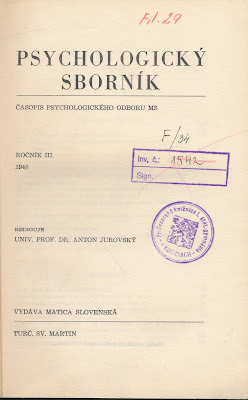 F.l. 29
PSYCHOLOGICKÝ
SBORNÍK
ČASOPIS PSYCHOLOGICKÉHO ODBORU MS
F/34
ROČNÍK III.
1948
Inv. č.: 1542
Sign.
REDIGUJE
UNIV. PROF. DR. ANTON JUROVSKÝ
VYDÁVA MATICA SLOVENSKÁ
TURČ. SV. MARTIN